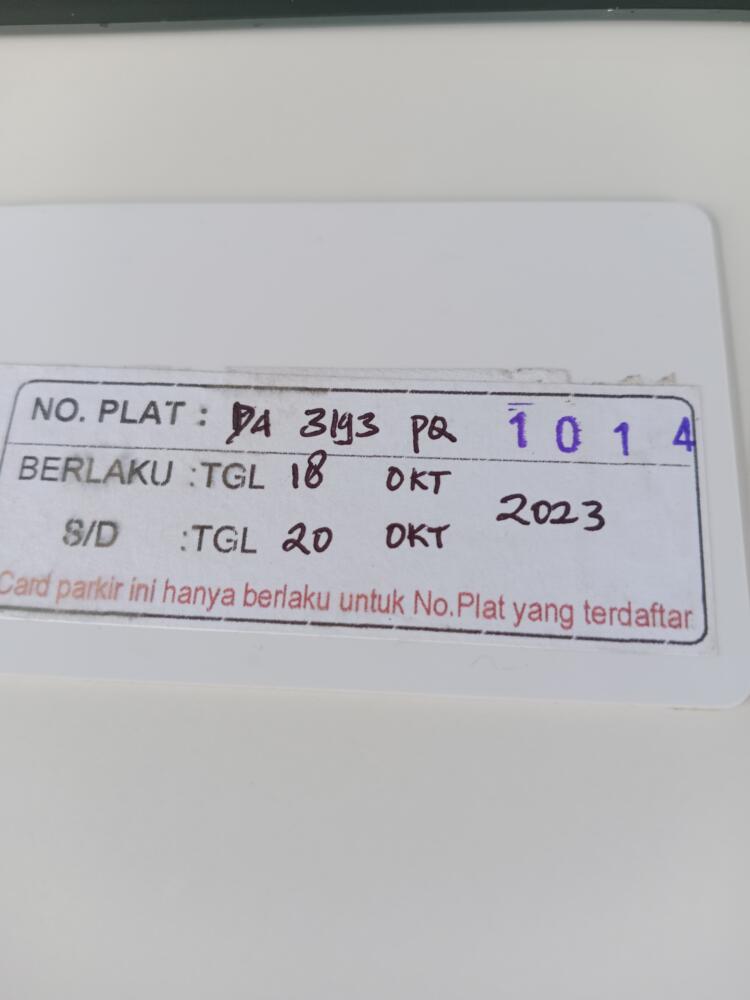 NO. PLAT : DA 3193 PQ 1014
BERLAKU :TGL 18 OKT 2023
S/D :TGL 20 OKT
Card parkir ini hanya berlaku untuk No.Plat yang terdaftar